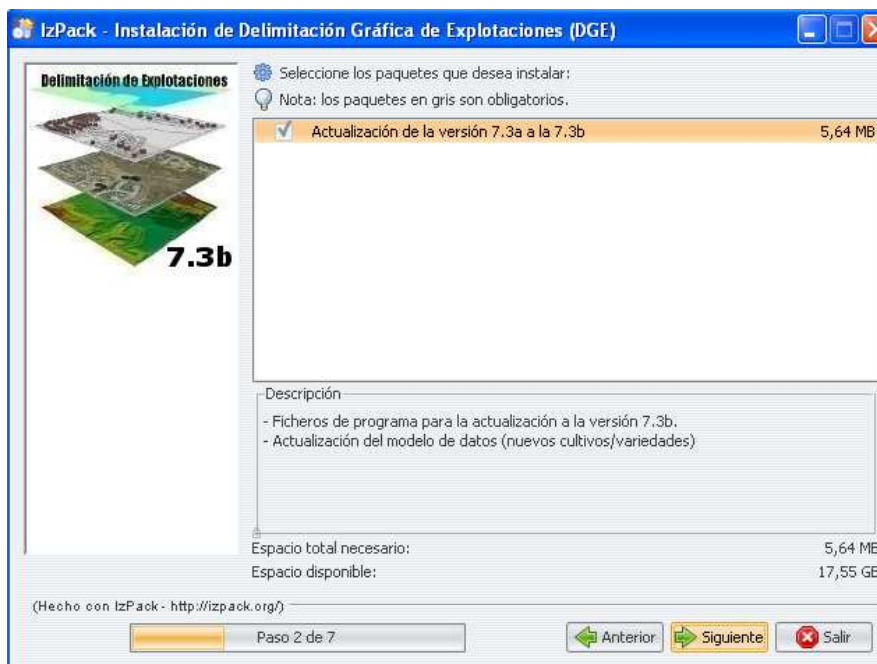 IzPack - Instalación de Delimitación Gráfica de Explotaciones (DGE)
Delimitación de Explotaciones
7.3b
Seleccione los paquetes que desea instalar:
Nota: los paquetes en gris son obligatorios.
Actualización de la versión 7.3a a la 7.3b 5,64 MB
Descripción
- Ficheros de programa para la actualización a la versión 7.3b.
- Actualización del modelo de datos (nuevos cultivos/variedades)
Espacio total necesario: 5,64 MB
Espacio disponible: 17,55 GB
(Hecho con IzPack - http://izpack.org/)
Paso 2 de 7
Anterior
Siguiente
Salir